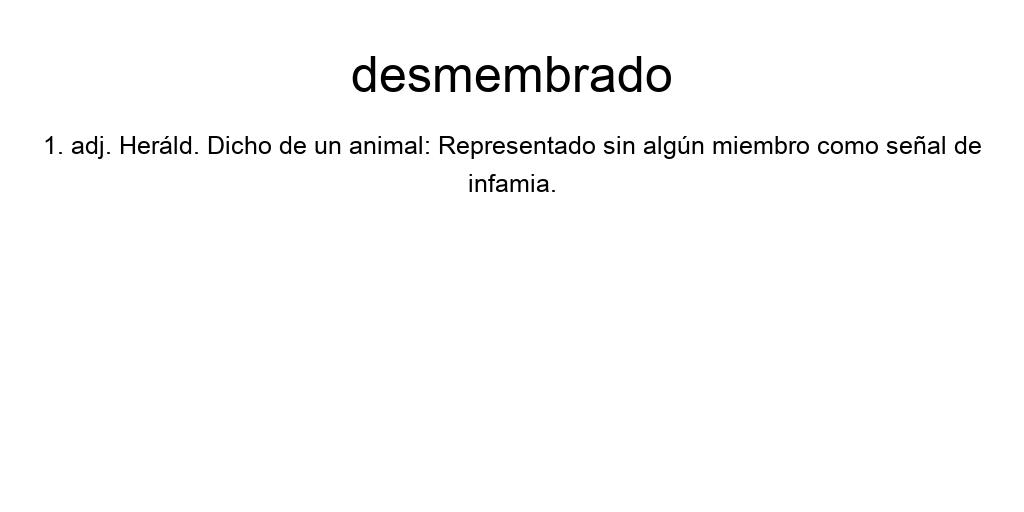 desmembrado
1. adj. Heráld. Dicho de un animal: Representado sin algún miembro como señal de
infamia.